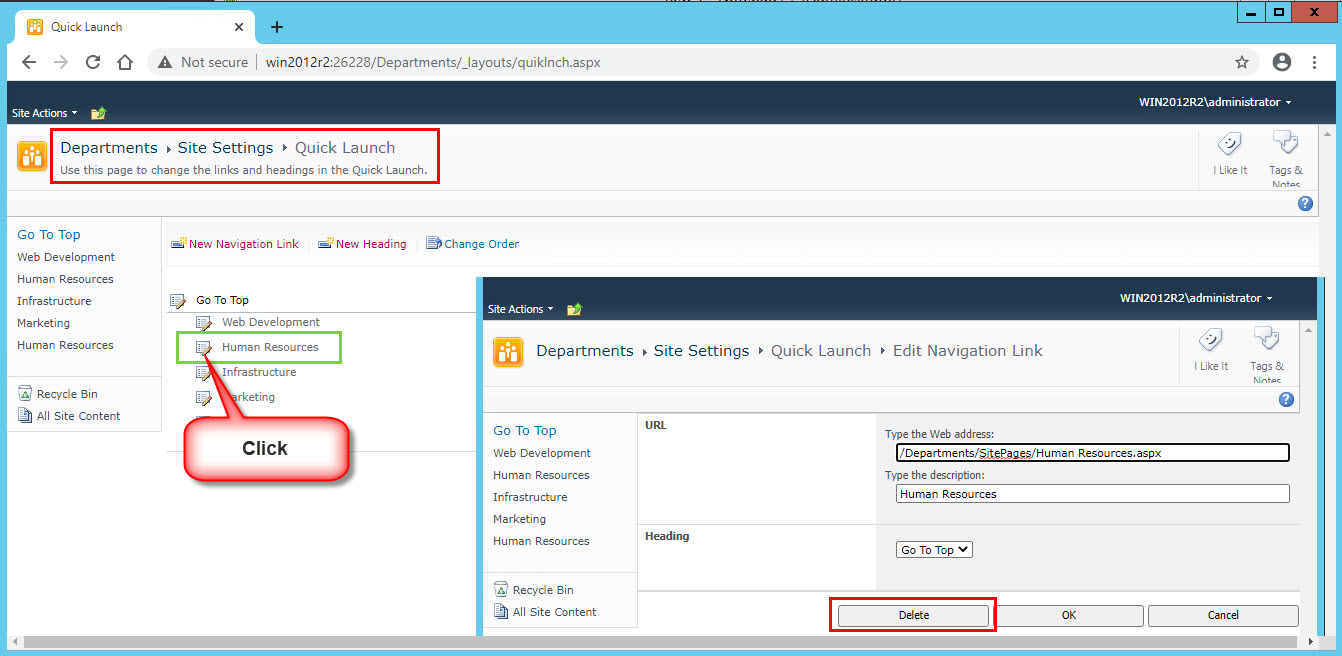 Quick Launch
Not secure
win2012r2:26228/Departments/_layouts/quiklnch.aspx
WIN2012R2\administrator
Site Actions
Departments Site Settings Quick Launch
Use this page to change the links and headings in the Quick Launch.
I Like It
Tags &
Notes
Go To Top
Web Development
Human Resources
Infrastructure
Marketing
Human Resources
Recycle Bin
All Site Content
New Navigation Link
New Heading
Change Order
Go To Top
Web Development
Human Resources
Infrastructure
arketing
Click
WIN2012R2\administrator
Site Actions
Departments Site Settings Quick Launch Edit Navigation Link
I Like It
Tags &
Notes
Go To Top
Web Development
Human Resources
Infrastructure
Marketing
Human Resources
Recycle Bin
All Site Content
URL
Type the Web address:
/Departments/SitePages/Human Resources.aspx
Type the description:
Human Resources
Heading
Go To Top
Delete
OK
Cancel